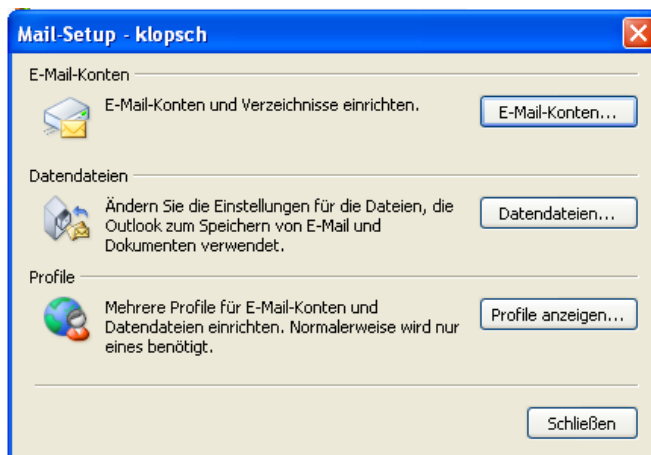 Mail-Setup - klopsch
E-Mail-Konten
E-Mail-Konten und Verzeichnisse einrichten.
E-Mail-Konten...
Datendateien
Ändern Sie die Einstellungen für die Dateien, die
Outlook zum Speichern von E-Mail und
Dokumenten verwendet.
Datendateien...
Profile
Mehrere Profile für E-Mail-Konten und
Datendateien einrichten. Normalerweise wird nur
eines benötigt.
Profile anzeigen...
Schließen